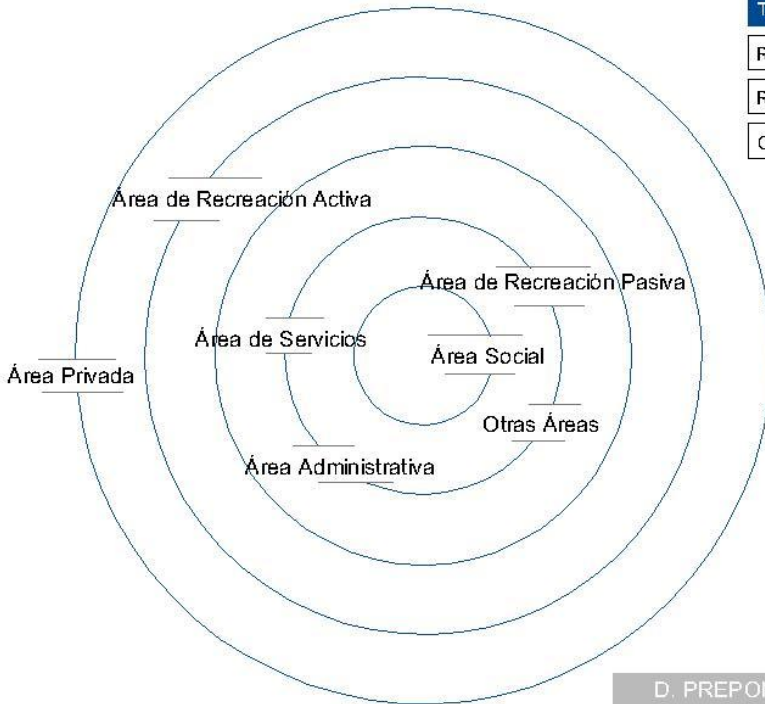 Área de Recreación Activa
Área de Recreación Pasiva
Área de Servicios
Área Social
Área Privada
Otras Áreas
Área Administrativa